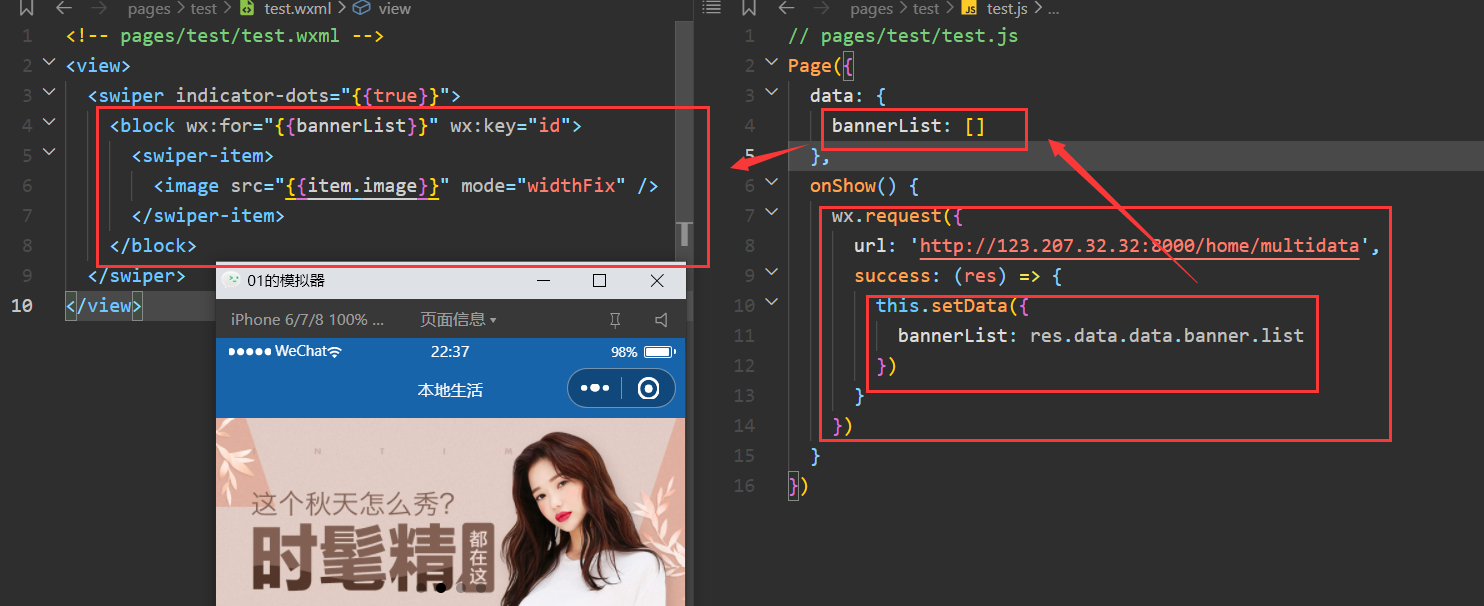 pages > test > test.wxml > view
1 <!-- pages/test/test.wxml -->
2 <view>
3 <swiper indicator-dots="{{true}}">
4 <block wx:for="{{bannerList}}" wx:key="id">
5 <swiper-item>
6 <image src="{{item.image}}" mode="widthFix" />
7 </swiper-item>
8 </block>
9 </swiper>
10 </view>
01的模拟器
iPhone 6/7/8 100% ... 页面信息
WeChat 22:37 98%
本地生活
N T I M
这个秋天怎么秀?
时髦精 都在这
pages > test > test.js > ...
1 // pages/test/test.js
2 Page({
3 data: {
4 bannerList: []
5 },
6 onShow() {
7 wx.request({
8 url: 'http://123.207.32.32:8000/home/multidata',
9 success: (res) => {
10 this.setData({
11 bannerList: res.data.data.banner.list
12 })
13 }
14 })
15 }
16 })